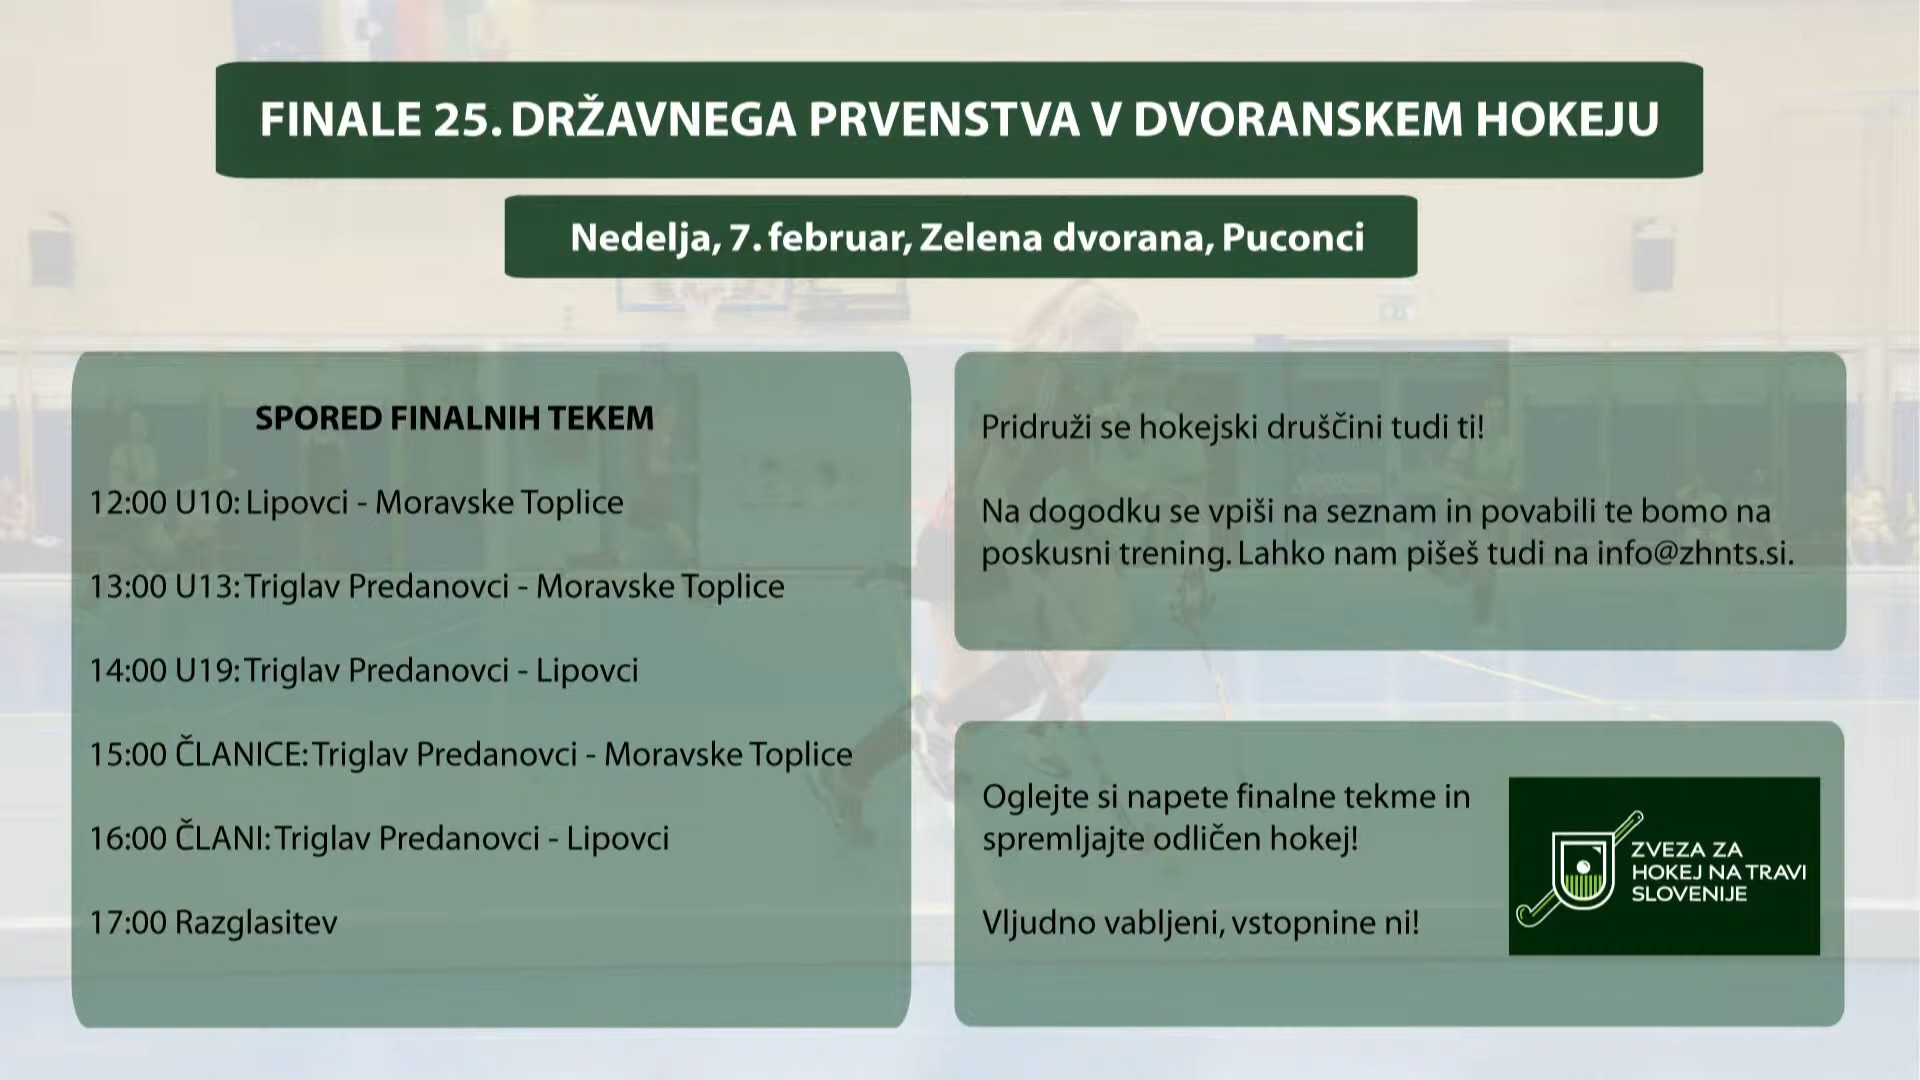 FINALE 25. DRŽAVNEGA PRVENSTVA V DVORANSKEM HOKEJU
Nedelja, 7. februar, Zelena dvorana, Puconci
SPORED FINALNIH TEKEM
12:00 U10: Lipovci - Moravske Toplice
13:00 U13: Triglav Predanovci - Moravske Toplice
14:00 U19: Triglav Predanovci - Lipovci
15:00 ČLANICE: Triglav Predanovci - Moravske Toplice
16:00 ČLANI: Triglav Predanovci - Lipovci
17:00 Razglasitev
Pridruži se hokejski druščini tudi ti!
Na dogodku se vpiši na seznam in povabili te bomo na
poskusni trening. Lahko nam pišeš tudi na info@zhnts.si.
Oglejte si napete finalne tekme in
spremljajte odličen hokej!
Vljudno vabljeni, vstopnine ni!
ZVEZA ZA
HOKEJ NA TRAVI
SLOVENIJE